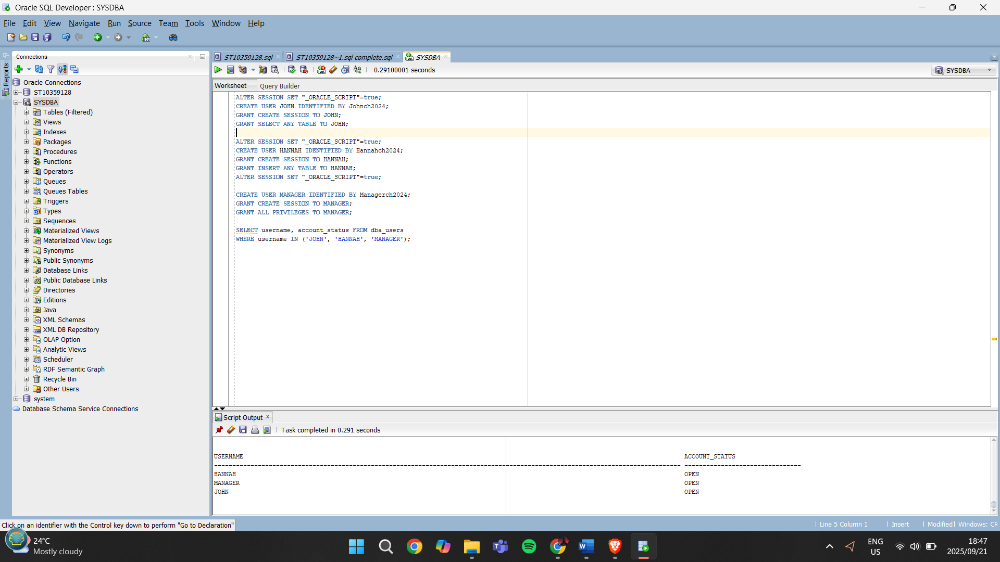 Oracle SQL Developer : SYSDBA
File Edit View Navigate Run Source Team Tools Window Help
Reports
Connections
Oracle Connections
ST10359128
SYSDBA
Tables (Filtered)
Views
Indexes
Packages
Procedures
Functions
Operators
Queues
Queues Tables
Triggers
Types
Sequences
Materialized Views
Materialized View Logs
Synonyms
Public Synonyms
Database Links
Public Database Links
Directories
Editions
Java
XML Schemas
XML DB Repository
OLAP Option
Analytic Views
Scheduler
RDF Semantic Graph
Recycle Bin
Other Users
system
Database Schema Service Connections
ST10359128.sql ST10359128~1.sql complete.sql SYSDBA
0.29100001 seconds
SYSDBA
Worksheet Query Builder
ALTER SESSION SET "_ORACLE_SCRIPT"=true;
CREATE USER JOHN IDENTIFIED BY Johnch2024;
GRANT CREATE SESSION TO JOHN;
GRANT SELECT ANY TABLE TO JOHN;
ALTER SESSION SET "_ORACLE_SCRIPT"=true;
CREATE USER HANNAH IDENTIFIED BY Hannahch2024;
GRANT CREATE SESSION TO HANNAH;
GRANT INSERT ANY TABLE TO HANNAH;
ALTER SESSION SET "_ORACLE_SCRIPT"=true;
CREATE USER MANAGER IDENTIFIED BY Managerch2024;
GRANT CREATE SESSION TO MANAGER;
GRANT ALL PRIVILEGES TO MANAGER;
SELECT username, account_status FROM dba_users
WHERE username IN ('JOHN', 'HANNAH', 'MANAGER');
Script Output
Task completed in 0.291 seconds
USERNAME ACCOUNT_STATUS
HANNAH OPEN
MANAGER OPEN
JOHN OPEN
Click on an identifier with the Control key down to perform "Go to Declaration"
Line 5 Column 1 Insert Modified Windows: CR
24°C
Mostly cloudy
ENG
US
18:47
2025/09/21